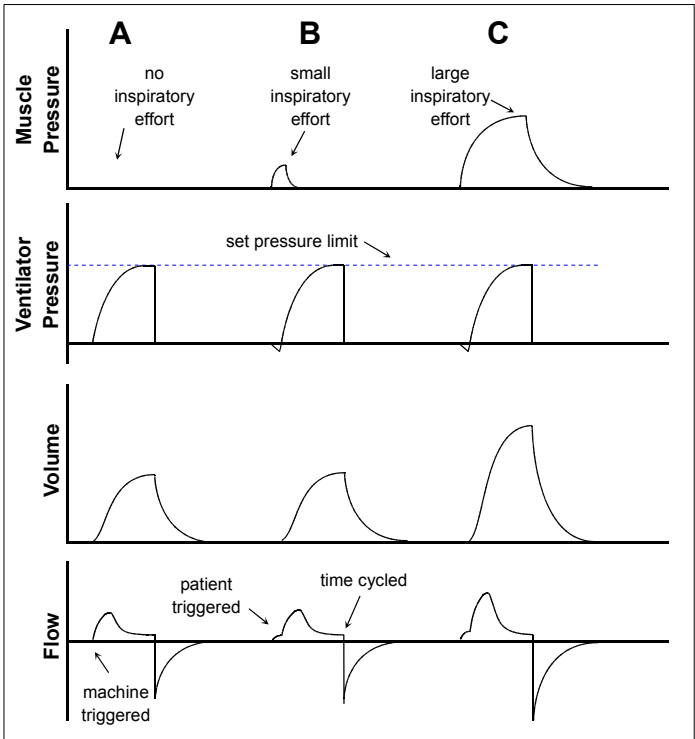 A
B
C
Muscle
Pressure
no
inspiratory
effort
small
inspiratory
effort
large
inspiratory
effort
Ventilator
Pressure
set pressure limit
Volume
Flow
patient
triggered
time cycled
machine
triggered